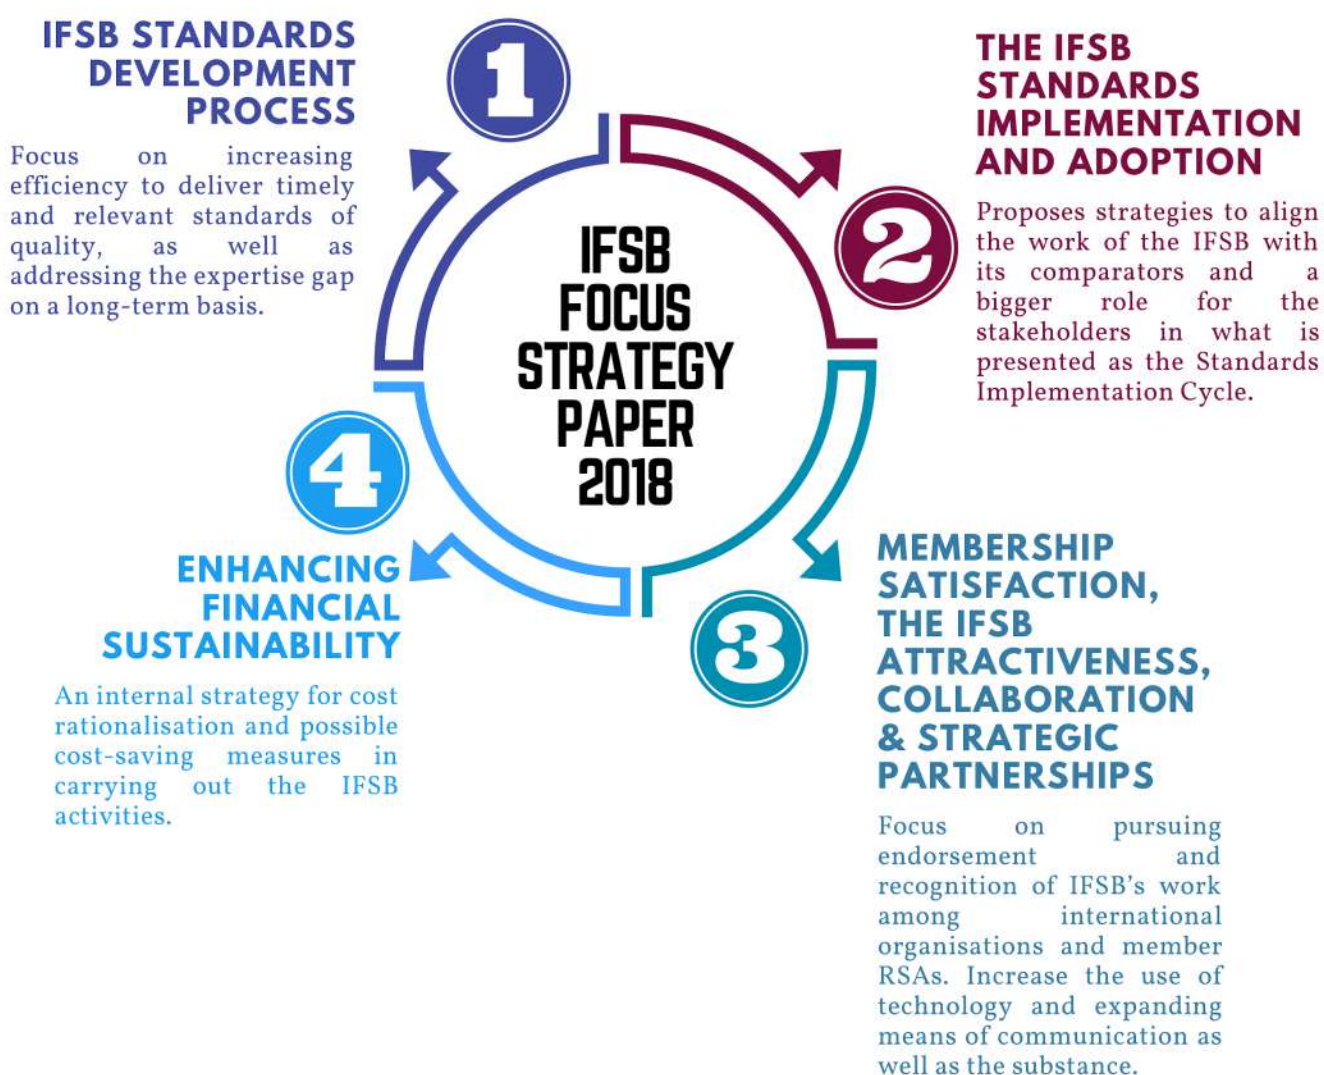 IFSB STANDARDS
DEVELOPMENT
PROCESS
Focus on increasing
efficiency to deliver timely
and relevant standards of
quality, as well as
addressing the expertise gap
on a long-term basis.
1
THE IFSB
STANDARDS
IMPLEMENTATION
AND ADOPTION
2
Proposes strategies to align
the work of the IFSB with
its comparators and a
bigger role for the
stakeholders in what is
presented as the Standards
Implementation Cycle.
IFSB
FOCUS
STRATEGY
PAPER
2018
3
MEMBERSHIP
SATISFACTION,
THE IFSB
ATTRACTIVENESS,
COLLABORATION
& STRATEGIC
PARTNERSHIPS
Focus on pursuing
endorsement and
recognition of IFSB's work
among international
organisations and member
RSAs. Increase the use of
technology and expanding
means of communication as
well as the substance.
4
ENHANCING
FINANCIAL
SUSTAINABILITY
An internal strategy for cost
rationalisation and possible
cost-saving measures in
carrying out the IFSB
activities.